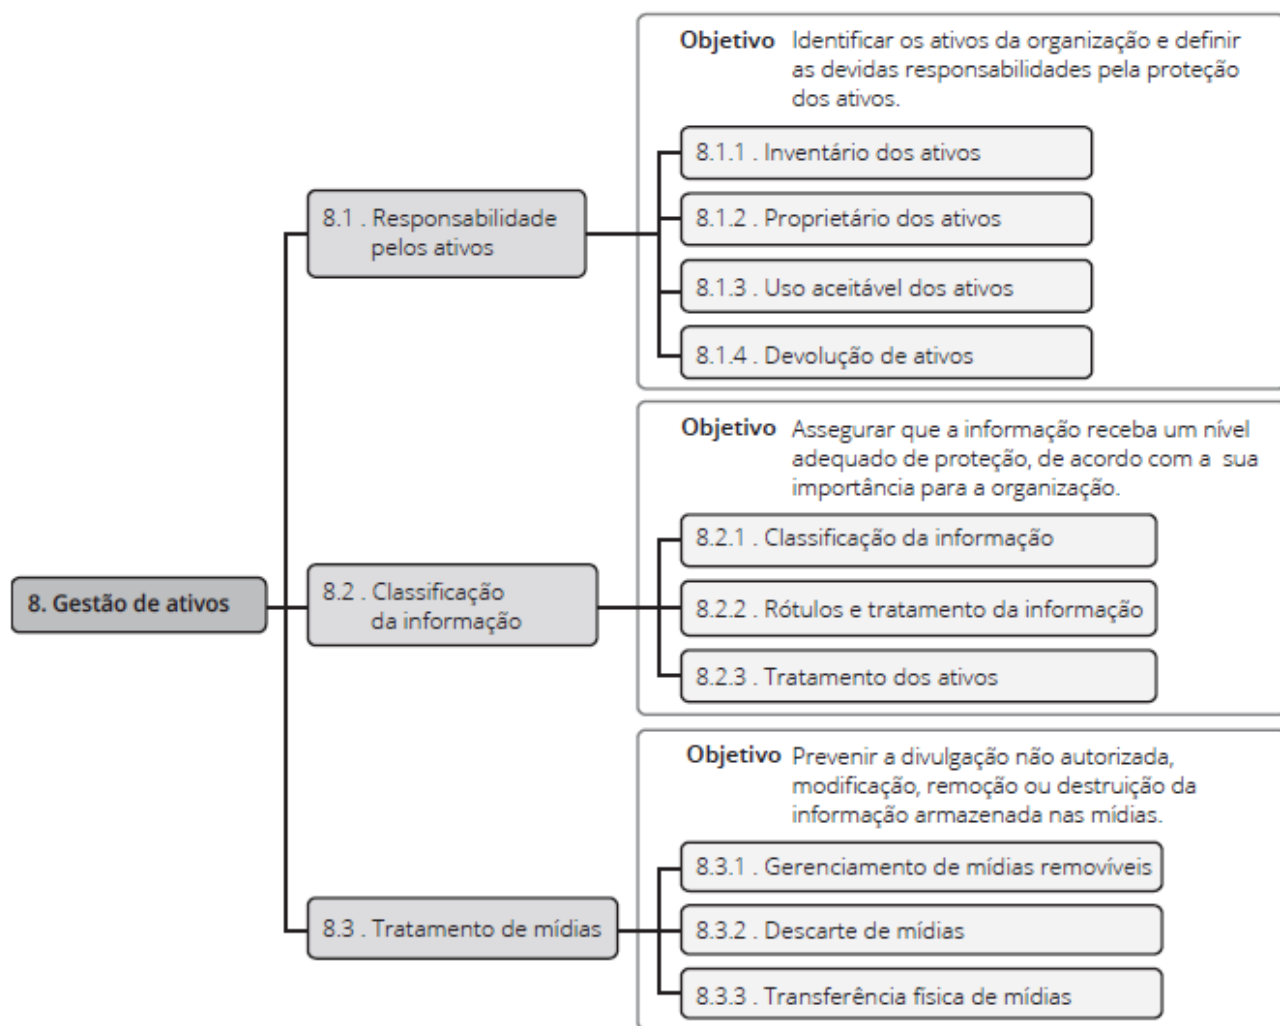 Objetivo Identificar os ativos da organização e definir
as devidas responsabilidades pela proteção
dos ativos.
8.1.1 . Inventário dos ativos
8.1 . Responsabilidade
pelos ativos
8.1.2 . Proprietário dos ativos
8.1.3 . Uso aceitável dos ativos
8.1.4 . Devolução de ativos
Objetivo Assegurar que a informação receba um nível
adequado de proteção, de acordo com a sua
importância para a organização.
8.2.1 . Classificação da informação
8. Gestão de ativos
8.2 . Classificação
da informação
8.2.2 . Rótulos e tratamento da informação
8.2.3 . Tratamento dos ativos
Objetivo Prevenir a divulgação não autorizada,
modificação, remoção ou destruição da
informação armazenada nas mídias.
8.3.1 . Gerenciamento de mídias removíveis
8.3 . Tratamento de mídias
8.3.2 . Descarte de mídias
8.3.3 . Transferência física de mídias